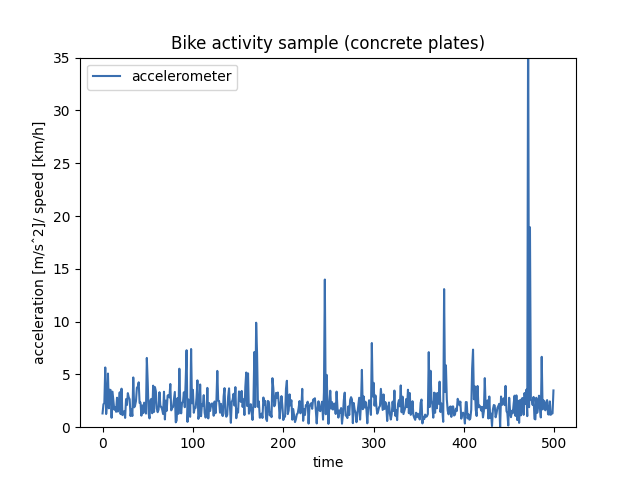 Bike activity sample (concrete plates)
accelerometer
acceleration [m/sˆ2]/ speed [km/h]
35
30
25
20
15
10
5
0
0 100 200 300 400 500
time